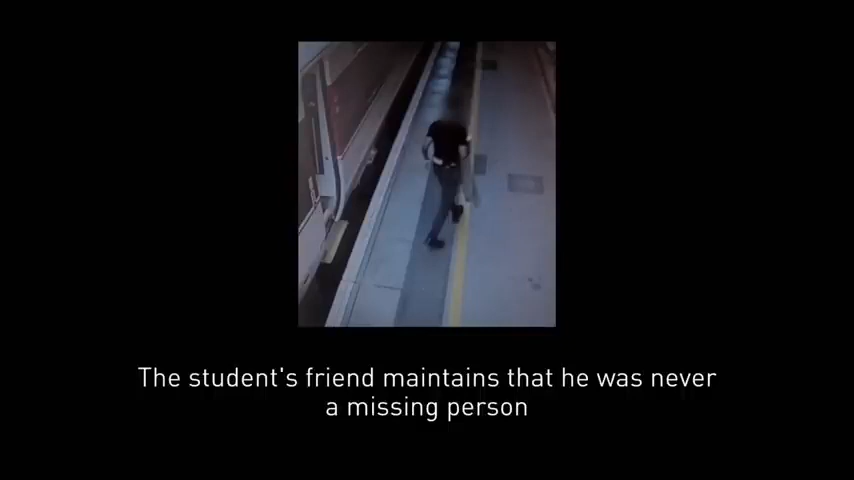 The student's friend maintains that he was never
a missing person